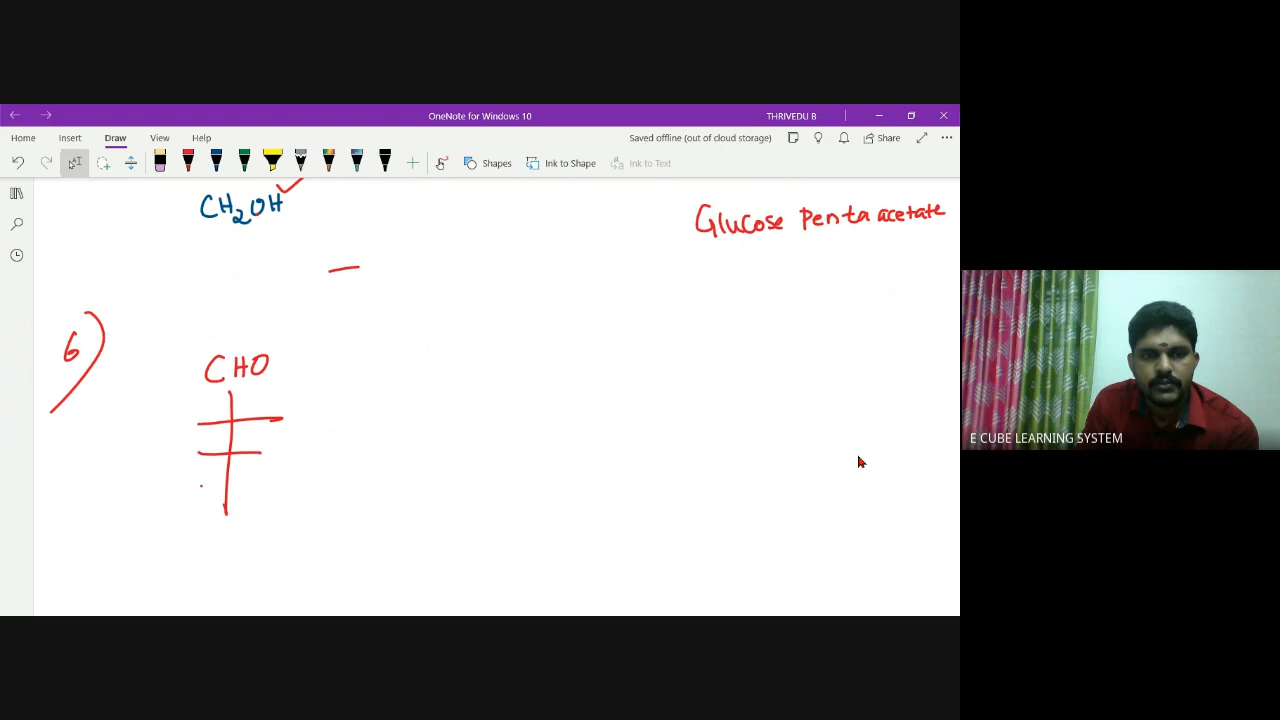 OneNote for Windows 10
THRIVEDU B
Home Insert Draw View Help
Saved offline (out of cloud storage)
Share
Shapes Ink to Shape Ink to Text
CH2OH
Glucose Penta acetate
6)
CHO
E CUBE LEARNING SYSTEM